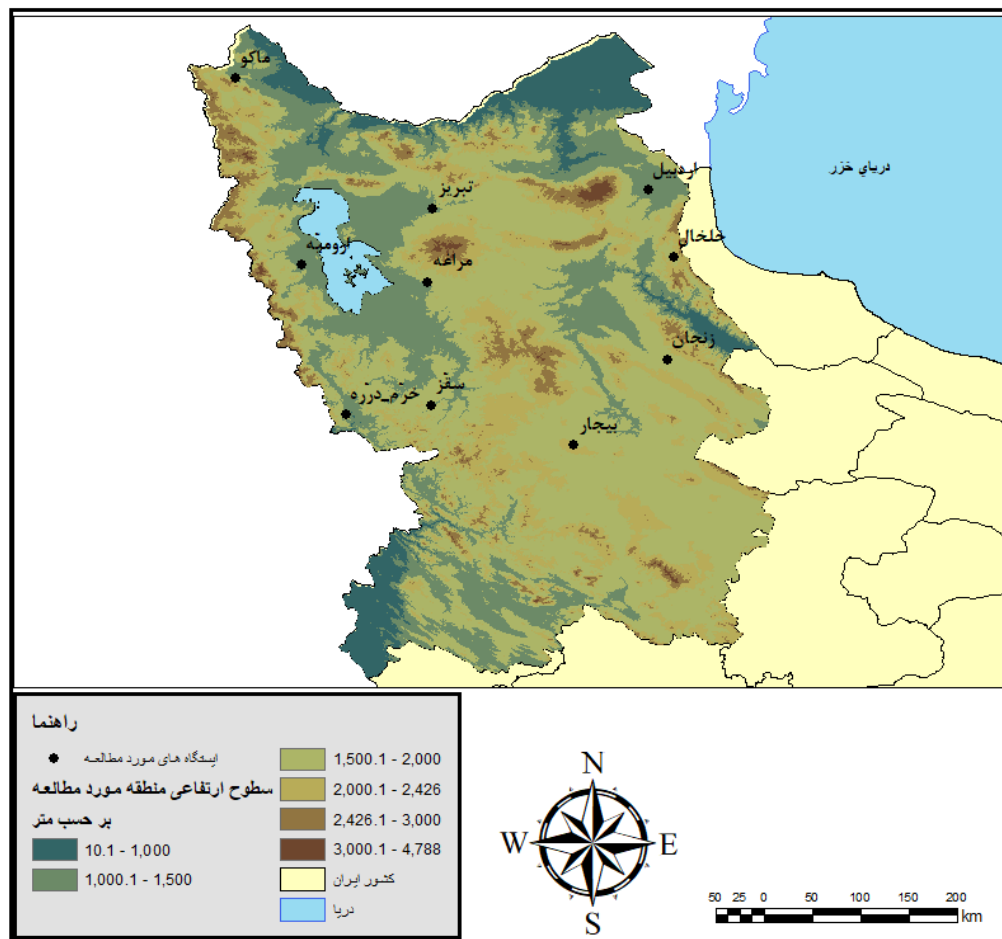 ماکو
اردبیل
تبریز
دریاي خزر
خلخال
ارومیه
مراغه
زنجان
سقز
خرم_درره
بیجار
راهنما
ایستگاه های مورد مطالعه
سطوح ارتفاعی منطقه مورد مطالعه
بر حسب متر
10.1 - 1,000
1,000.1 - 1,500
1,500.1 - 2,000
2,000.1 - 2,426
2,426.1 - 3,000
3,000.1 - 4,788
کشور ایران
دریا
N
W E
S
50 25 0 50 100 150 200
km